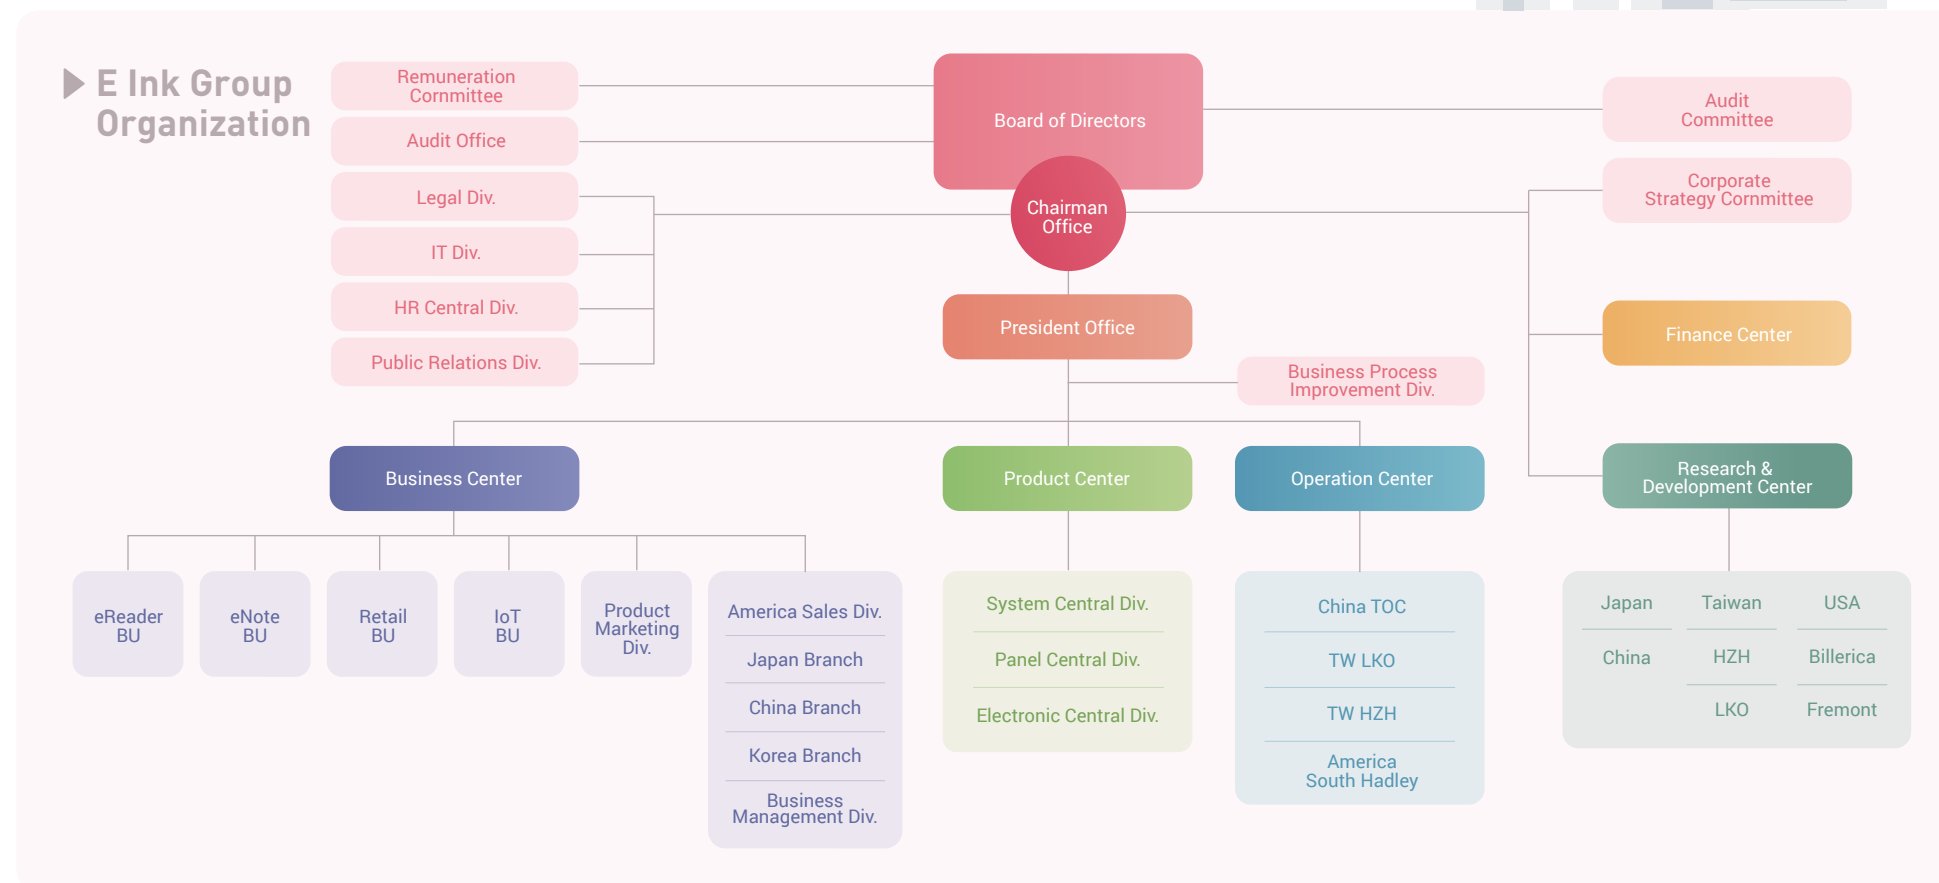 E Ink Group
Organization
Remuneration
Cornmittee
Audit Office
Legal Div.
IT Div.
HR Central Div.
Public Relations Div.
Board of Directors
Chairman
Office
President Office
Business Process
Improvement Div.
Audit
Committee
Corporate
Strategy Cornmittee
Finance Center
Research &
Development Center
Business Center
Product Center
Operation Center
eReader
BU
eNote
BU
Retail
BU
IoT
BU
Product
Marketing
Div.
America Sales Div.
Japan Branch
China Branch
Korea Branch
Business
Management Div.
System Central Div.
Panel Central Div.
Electronic Central Div.
China TOC
TW LKO
TW HZH
America
South Hadley
Japan
China
Taiwan
HZH
LKO
USA
Billerica
Fremont